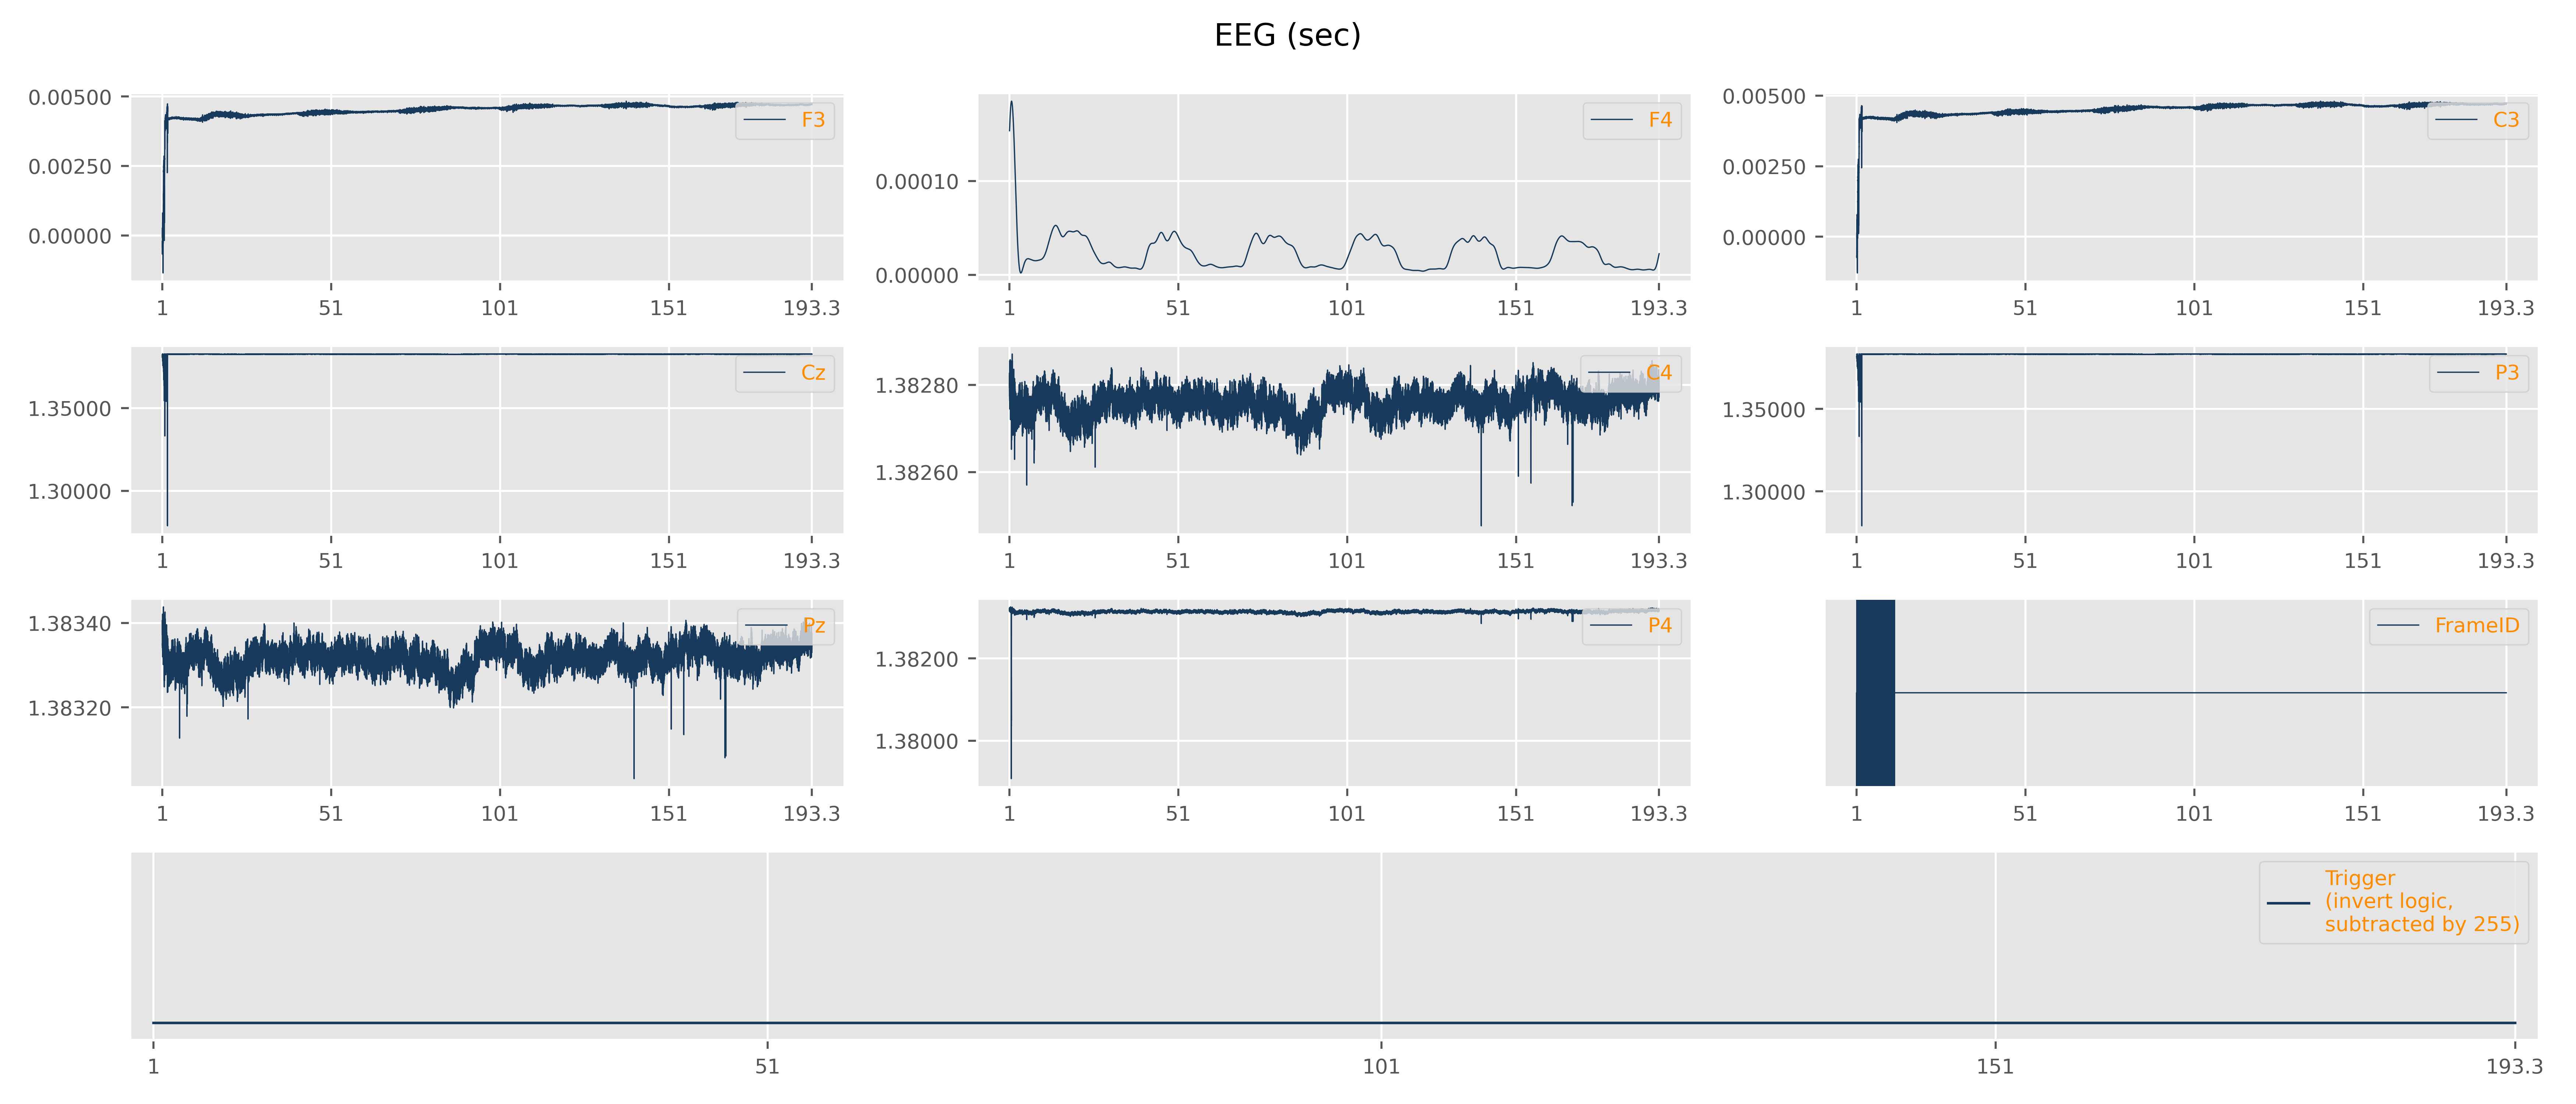 EEG (sec)
0.00500
0.00250
0.00000
1 51 101 151 193.3
F3
0.00010
0.00000
1 51 101 151 193.3
F4
0.00500
0.00250
0.00000
1 51 101 151 193.3
C3
1.35000
1.30000
1 51 101 151 193.3
Cz
1.38280
1.38260
1 51 101 151 193.3
C4
1.35000
1.30000
1 51 101 151 193.3
P3
1.38340
1.38320
1 51 101 151 193.3
Pz
1.38200
1.38000
1 51 101 151 193.3
P4
1 51 101 151 193.3
FrameID
Trigger
(invert logic,
subtracted by 255)
1 51 101 151 193.3